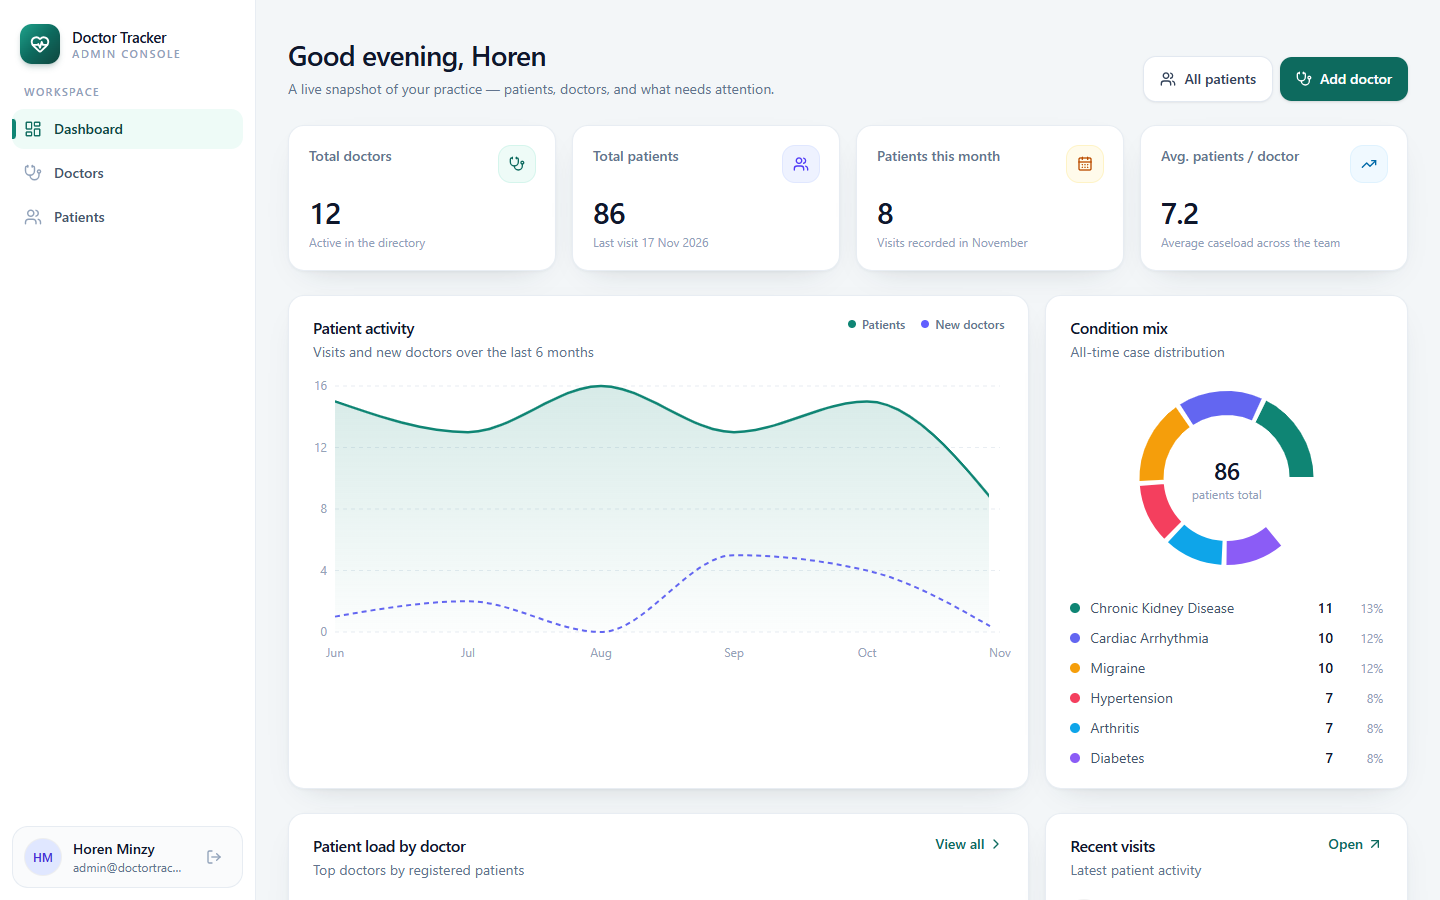 Doctor Tracker
ADMIN CONSOLE
WORKSPACE
Dashboard
Doctors
Patients
HM
Horen Minzy
admin@doctortrac...
Good evening, Horen
A live snapshot of your practice — patients, doctors, and what needs attention.
All patients
Add doctor
Total doctors
12
Active in the directory
Total patients
86
Last visit 17 Nov 2026
Patients this month
8
Visits recorded in November
Avg. patients / doctor
7.2
Average caseload across the team
Patient activity
Visits and new doctors over the last 6 months
Patients
New doctors
16
12
8
4
0
Jun Jul Aug Sep Oct Nov
Condition mix
All-time case distribution
86
patients total
Chronic Kidney Disease 11 13%
Cardiac Arrhythmia 10 12%
Migraine 10 12%
Hypertension 7 8%
Arthritis 7 8%
Diabetes 7 8%
Patient load by doctor
Top doctors by registered patients
View all
Recent visits
Latest patient activity
Open